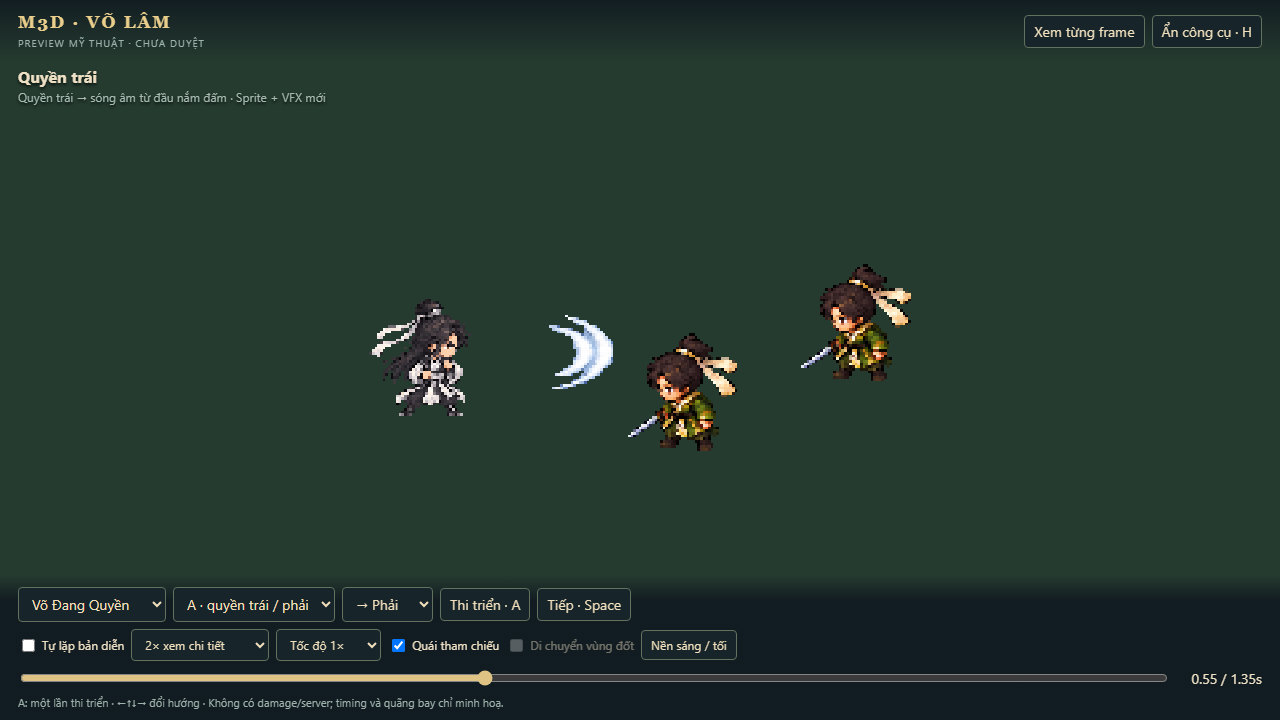 M3D · VÕ LÂM
PREVIEW MỸ THUẬT · CHƯA DUYỆT
Xem từng frame
Ẩn công cụ · H
Quyền trái
Quyền trái → sóng âm từ đầu nắm đấm · Sprite + VFX mới
Võ Đang Quyền
A · quyền trái / phải
→ Phải
Thi triển · A
Tiếp · Space
Tự lặp bản diễn
2× xem chi tiết
Tốc độ 1×
Quái tham chiếu
Di chuyển vùng đốt
Nền sáng / tối
0.55 / 1.35s
A: một lần thi triển · ←↑↓→ đổi hướng · Không có damage/server; timing và quãng bay chỉ minh hoạ.